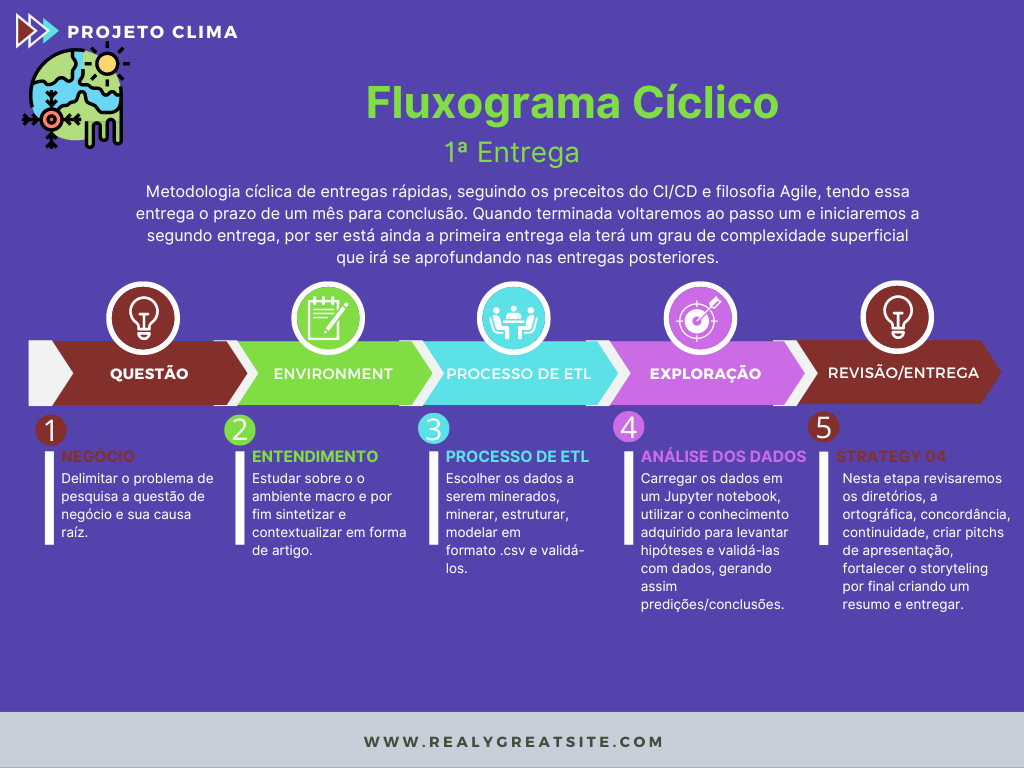 PROJETO CLIMA
Fluxograma Cíclico
1ª Entrega
Metodologia cíclica de entregas rápidas, seguindo os preceitos do CI/CD e filosofia Agile, tendo essa
entrega o prazo de um mês para conclusão. Quando terminada voltaremos ao passo um e iniciaremos a
segundo entrega, por ser está ainda a primeira entrega ela terá um grau de complexidade superficial
que irá se aprofundando nas entregas posteriores.
QUESTÃO
ENVIRONMENT
PROCESSO DE ETL
EXPLORAÇÃO
REVISÃO/ENTREGA
1
NEGÓCIO
Delimitar o problema de
pesquisa a questão de
negócio e sua causa
raíz.
2
ENTENDIMENTO
Estudar sobre o o
ambiente macro e por
fim sintetizar e
contextualizar em forma
de artigo.
3
PROCESSO DE ETL
Escolher os dados a
serem minerados,
minerar, estruturar,
modelar em
formato .csv e validá-
los.
4
ANÁLISE DOS DADOS
Carregar os dados em
um Jupyter notebook,
utilizar o conhecimento
adquirido para levantar
hipóteses e validá-las
com dados, gerando
assim
predições/conclusões.
5
STRATEGY 04
Nesta etapa revisaremos
os diretórios, a
ortográfica, concordância,
continuidade, criar pitchs
de apresentação,
fortalecer o storyteling
por final criando um
resumo e entregar.
WWW.REALYGREATSITE.COM